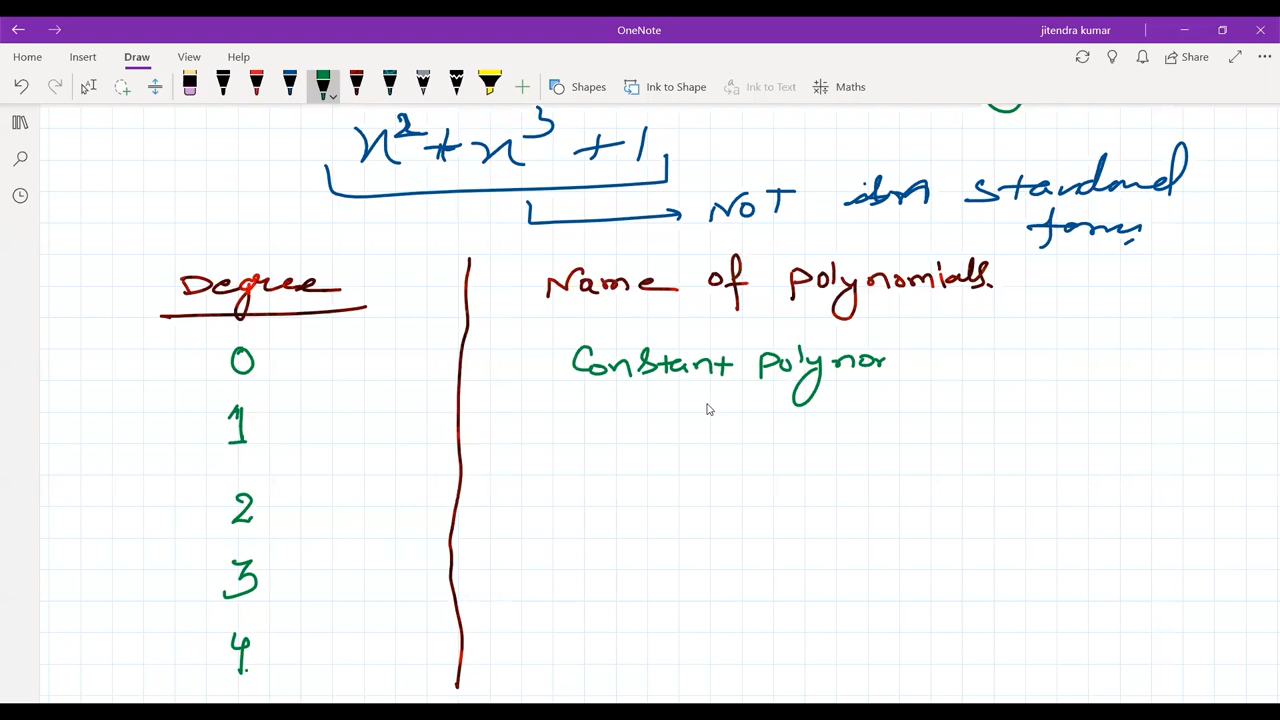 OneNote
jitendra kumar
Home Insert Draw View Help
Share
Shapes Ink to Shape Ink to Text Maths
x² + x³ + 1
NOT standard
form
Degree Name of polynomials.
0 Constant polynor
1
2
3
4